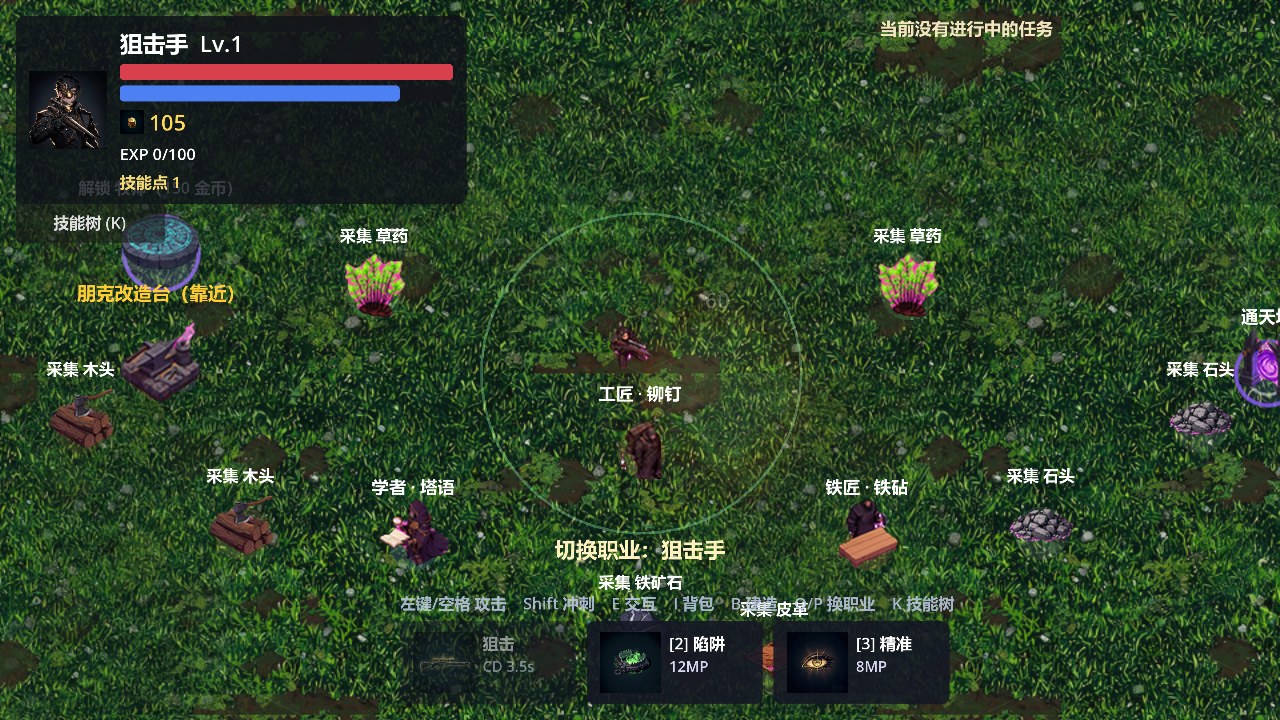 狙击手 Lv.1
当前没有进行中的任务
105
EXP 0/100
技能点 1
解锁 金币)
技能树 (K)
采集 草药
采集 草药
朋克改造台（靠近）
60
通天
采集 木头
采集 石头
工匠 · 铆钉
采集 木头
学者 · 塔语
铁匠 · 铁砧
采集 石头
切换职业：狙击手
采集 铁矿石
左键/空格 攻击 Shift 冲刺 E 交互 I 背包 B 建造 O/P 换职业 K 技能树
采集 皮革
狙击
CD 3.5s
[2] 陷阱
12MP
[3] 精准
8MP